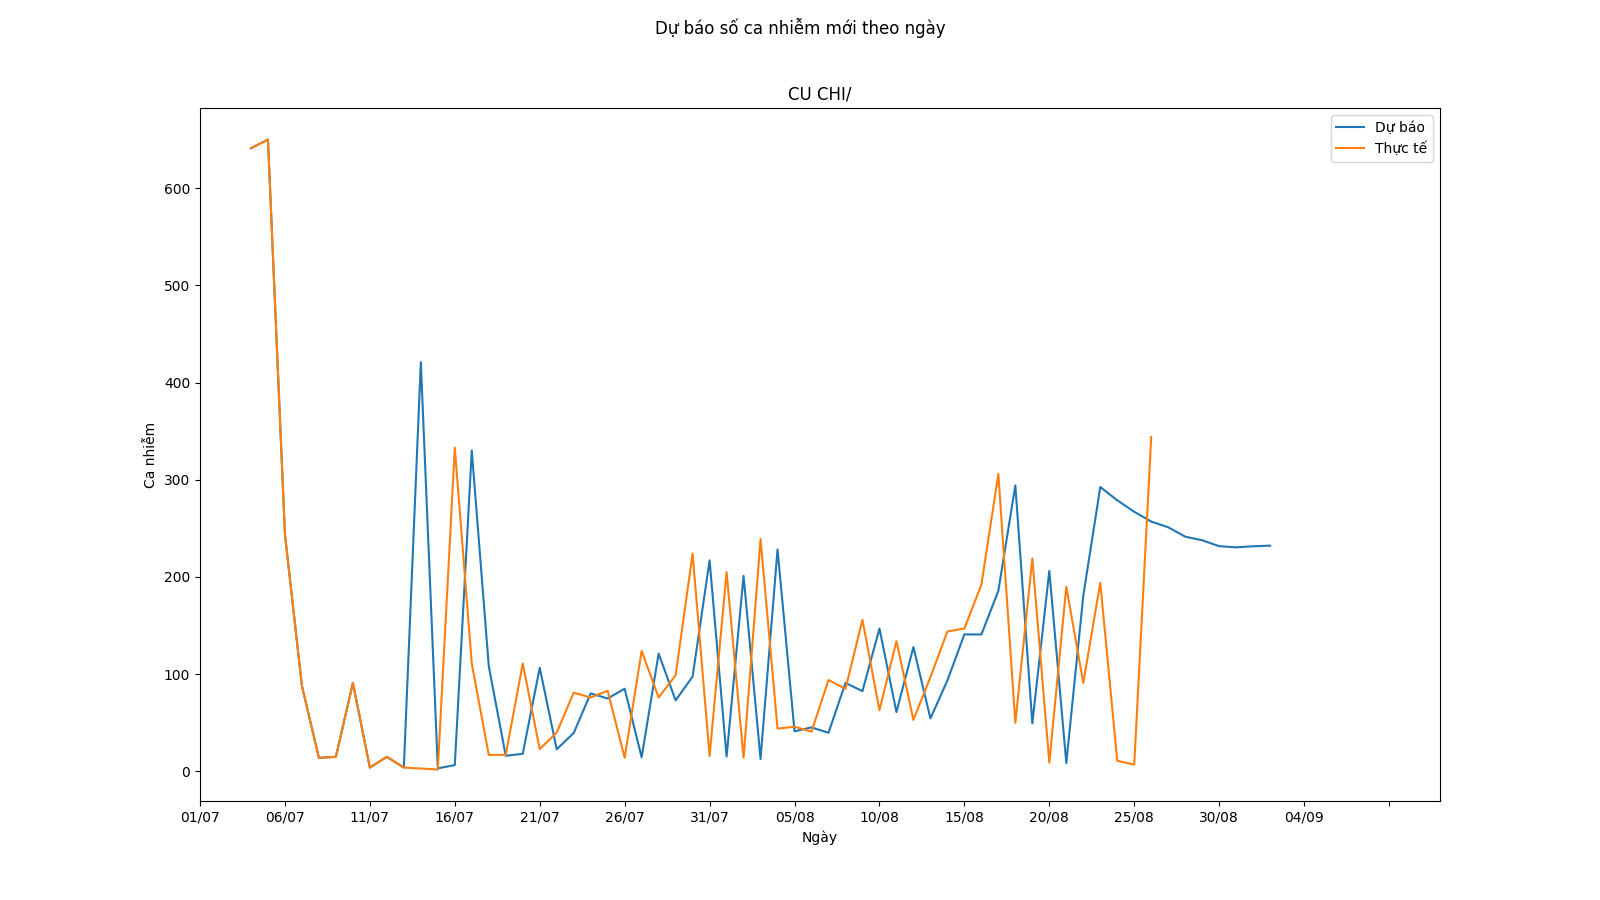 Dự báo số ca nhiễm mới theo ngày
CU CHI/
Dự báo
Thực tế
600
500
400
300
200
100
0
Ca nhiễm
01/07 06/07 11/07 16/07 21/07 26/07 31/07 05/08 10/08 15/08 20/08 25/08 30/08 04/09
Ngày